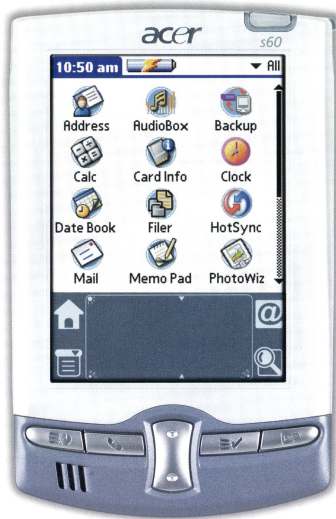 acer
s60
10:50 am All
Address AudioBox Backup
Calc Card Info Clock
Date Book Filer HotSync
Mail Memo Pad PhotoWiz
@